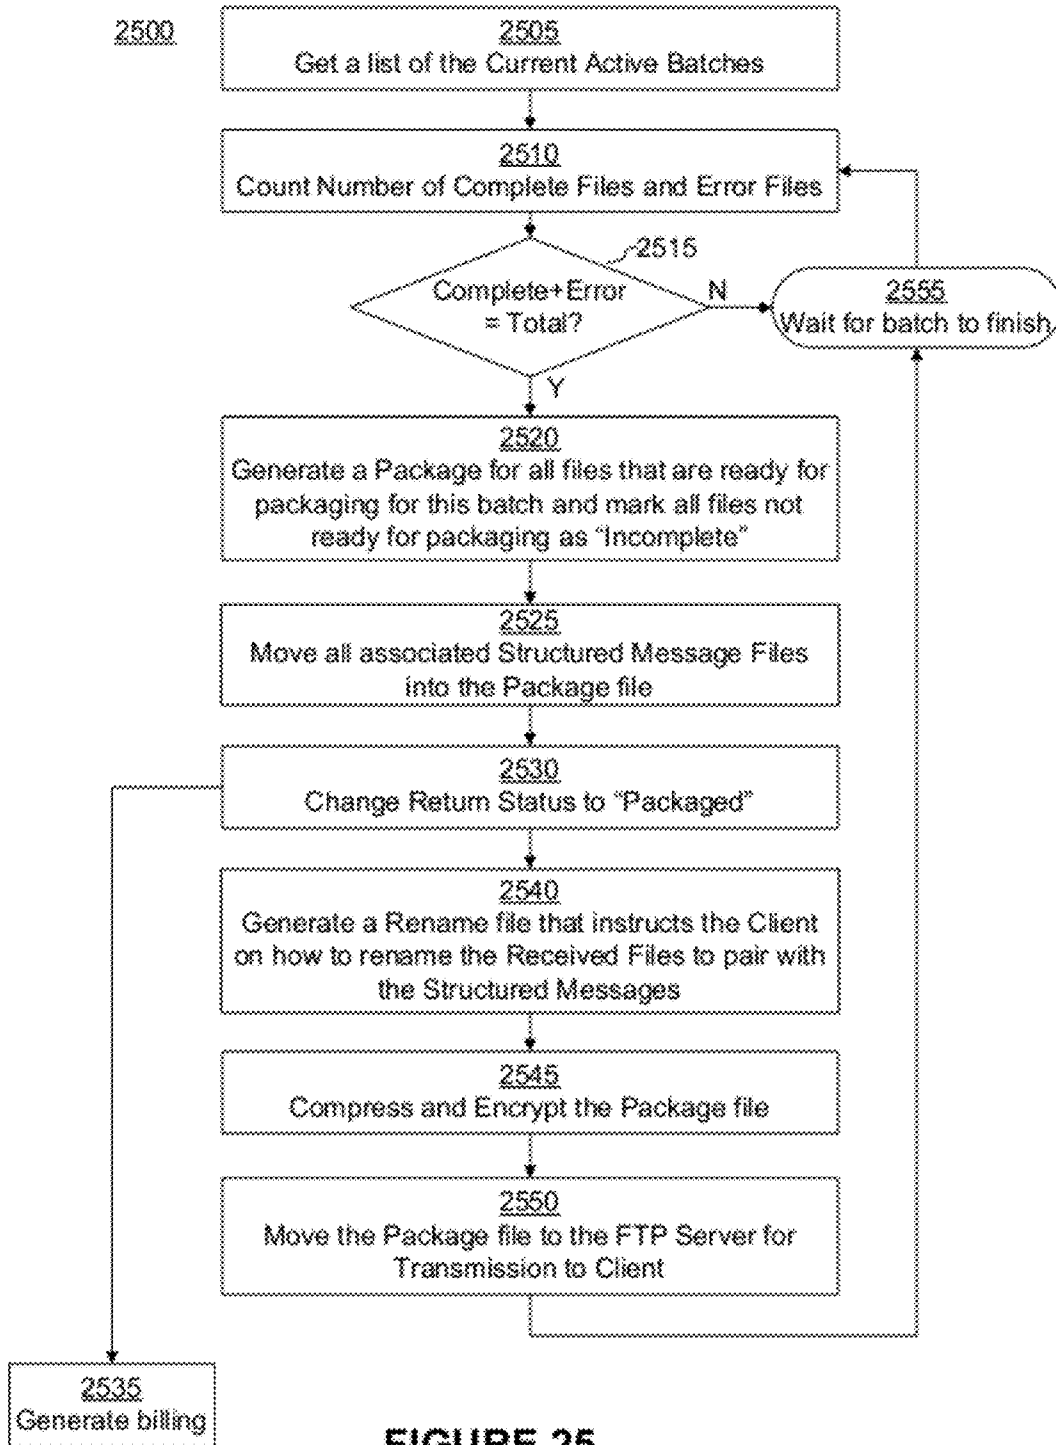 2500
2505
Get a list of the Current Active Batches
2510
Count Number of Complete Files and Error Files
2515
Complete+Error
= Total?
N
2555
Wait for batch to finish
Y
2520
Generate a Package for all files that are ready for
packaging for this batch and mark all files not
ready for packaging as “Incomplete”
2525
Move all associated Structured Message Files
into the Package file
2530
Change Return Status to “Packaged”
2540
Generate a Rename file that instructs the Client
on how to rename the Received Files to pair with
the Structured Messages
2545
Compress and Encrypt the Package file
2550
Move the Package file to the FTP Server for
Transmission to Client
2535
Generate billing
FIGURE 25